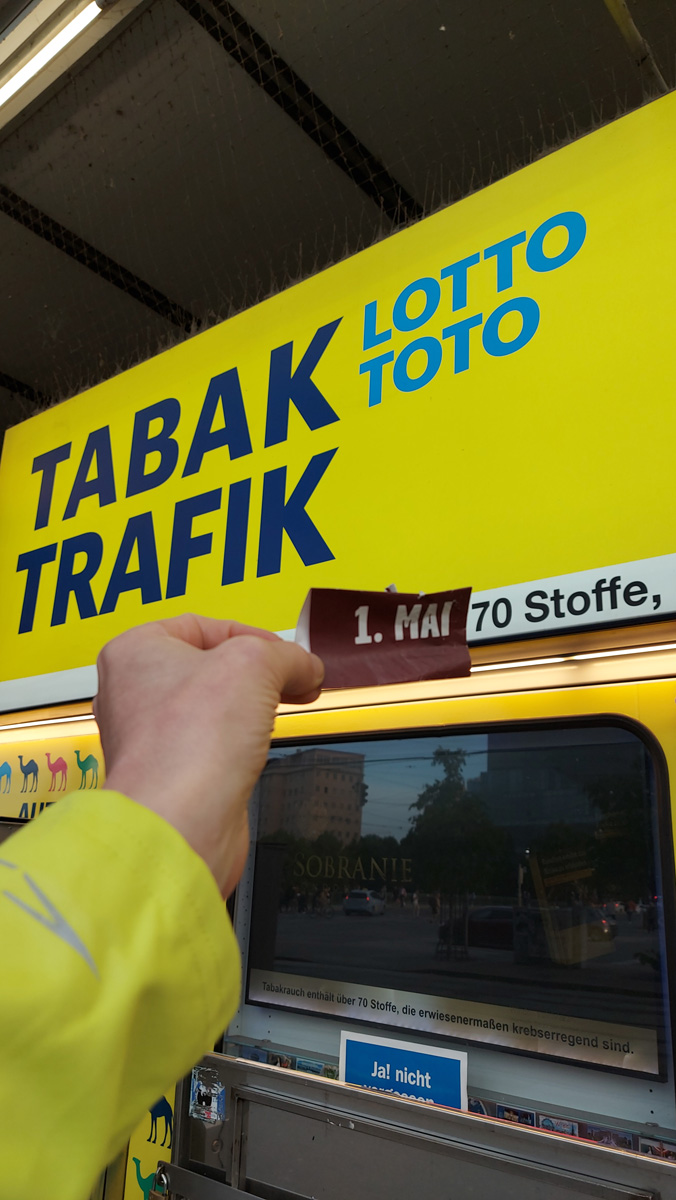 LOTTO
TOTO
TABAK
TRAFIK
1. MAI
70 Stoffe,
SOBRANIE
Tabakrauch enthält über 70 Stoffe, die erwiesenermaßen krebserregend sind.
Ja! nicht
vergessen